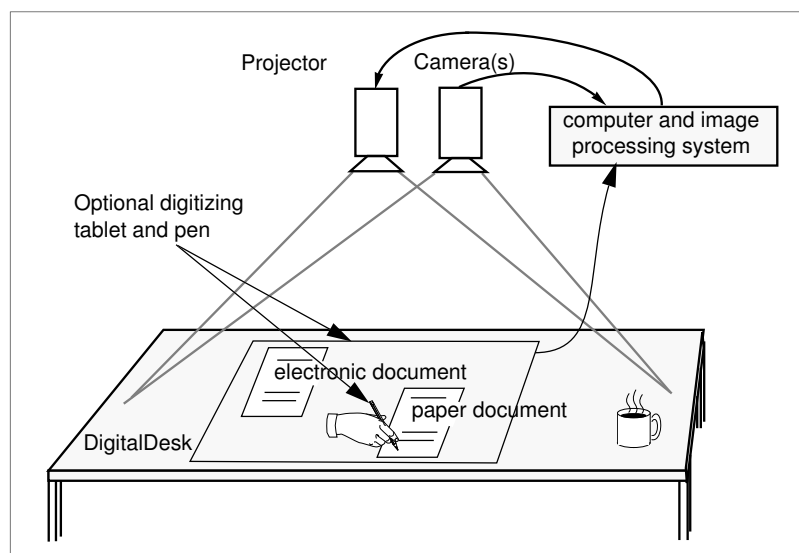 Projector
Camera(s)
computer and image
processing system
Optional digitizing
tablet and pen
electronic document
paper document
DigitalDesk